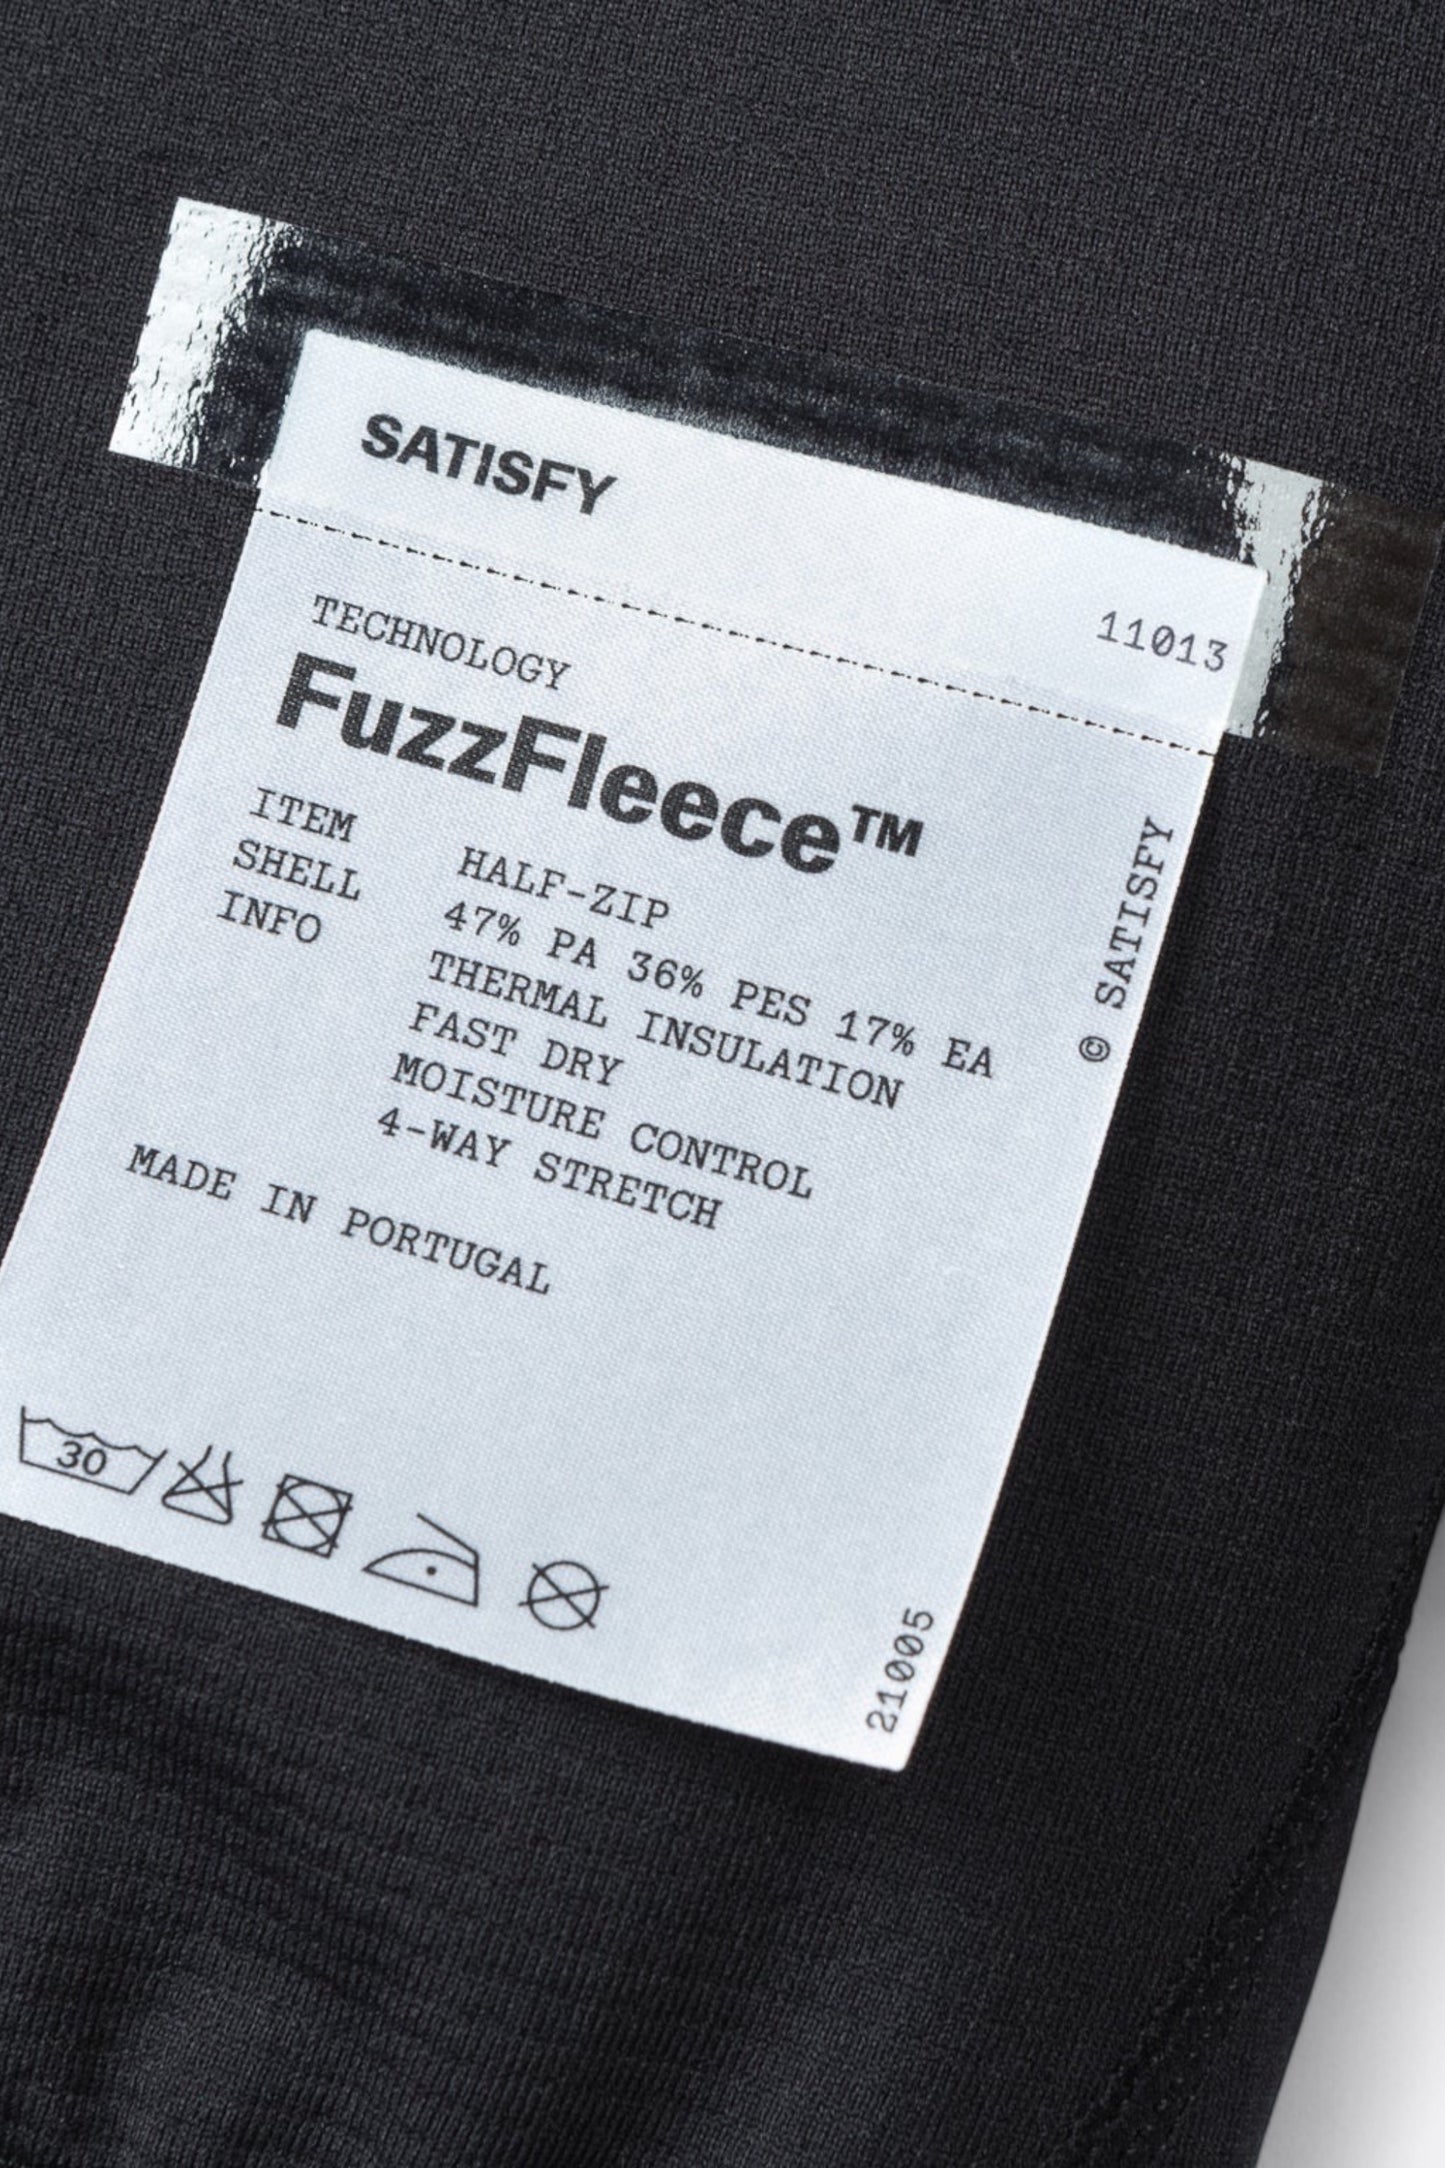 SATISFY
11013
TECHNOLOGY
FuzzFleece™
ITEM HALF-ZIP
SHELL 47% PA 36% PES 17% EA
INFO THERMAL INSULATION
FAST DRY
MOISTURE CONTROL
4-WAY STRETCH
MADE IN PORTUGAL
© SATISFY
30
21005